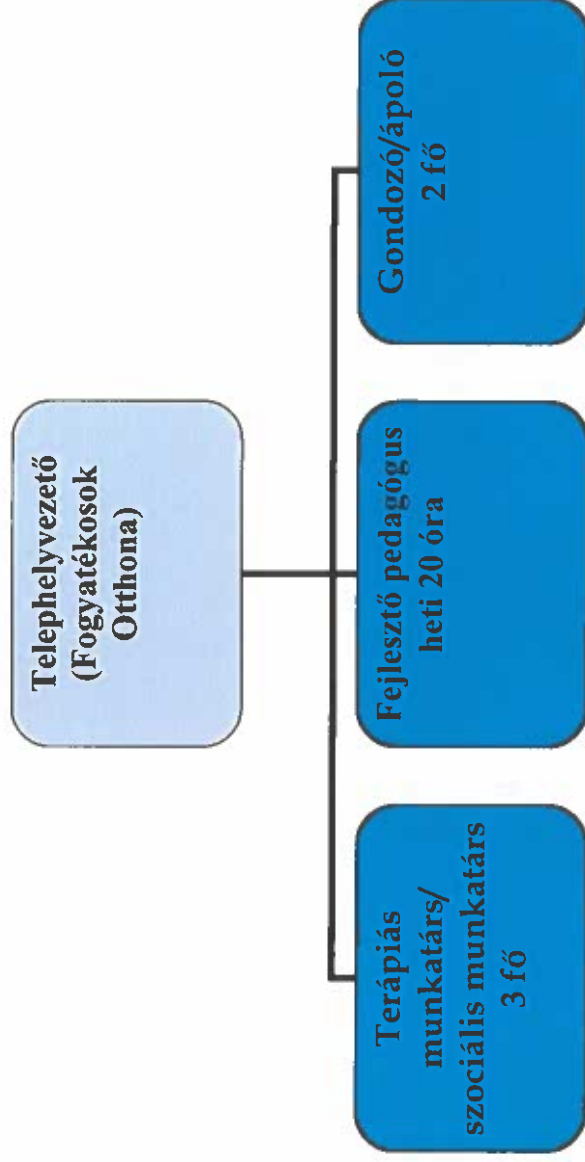 Telephelyvezető
(Fogyatékosok
Otthona)
Terápiás
munkatárs/
szociális munkatárs
3 fő
Fejlesztő pedagógus
heti 20 óra
Gondozó/ápoló
2 fő